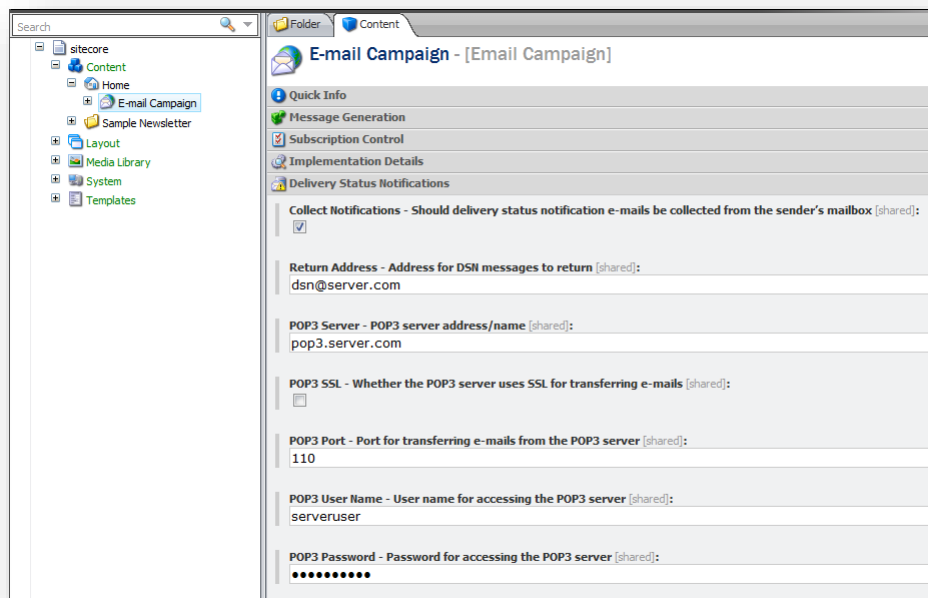 Search
sitecore
Content
Home
E-mail Campaign
Sample Newsletter
Layout
Media Library
System
Templates
Folder
Content
E-mail Campaign - [Email Campaign]
Quick Info
Message Generation
Subscription Control
Implementation Details
Delivery Status Notifications
Collect Notifications - Should delivery status notification e-mails be collected from the sender's mailbox [shared]:
Return Address - Address for DSN messages to return [shared]:
dsn@server.com
POP3 Server - POP3 server address/name [shared]:
pop3.server.com
POP3 SSL - Whether the POP3 server uses SSL for transferring e-mails [shared]:
POP3 Port - Port for transferring e-mails from the POP3 server [shared]:
110
POP3 User Name - User name for accessing the POP3 server [shared]:
serveruser
POP3 Password - Password for accessing the POP3 server [shared]:
••••••••••